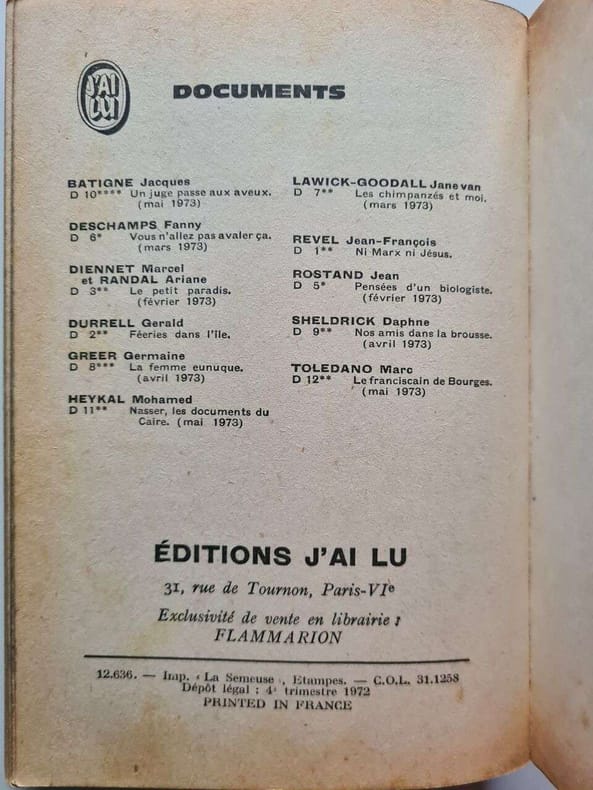 J'AI
LU
DOCUMENTS
BATIGNE Jacques
D 10**** Un juge passe aux aveux.
(mai 1973)
DESCHAMPS Fanny
D 6* Vous n'allez pas avaler ça.
(mars 1973)
DIENNET Marcel
et RANDAL Ariane
D 3** Le petit paradis.
(février 1973)
DURRELL Gerald
D 2** Féeries dans l'île.
GREER Germaine
D 8*** La femme eunuque.
(avril 1973)
HEYKAL Mohamed
D 11** Nasser, les documents du
Caire. (mai 1973)
LAWICK-GOODALL Jane van
D 7** Les chimpanzés et moi.
(mars 1973)
REVEL Jean-François
D 1** Ni Marx ni Jésus.
ROSTAND Jean
D 5* Pensées d'un biologiste.
(février 1973)
SHELDRICK Daphne
D 9** Nos amis dans la brousse.
(avril 1973)
TOLEDANO Marc
D 12** Le franciscain de Bourges.
(mai 1973)
ÉDITIONS J'AI LU
31, rue de Tournon, Paris-VIe
Exclusivité de vente en librairie :
FLAMMARION
12.636. — Imp. « La Semeuse », Etampes. — C.O.L. 31.1258
Dépôt légal : 4e trimestre 1972
PRINTED IN FRANCE